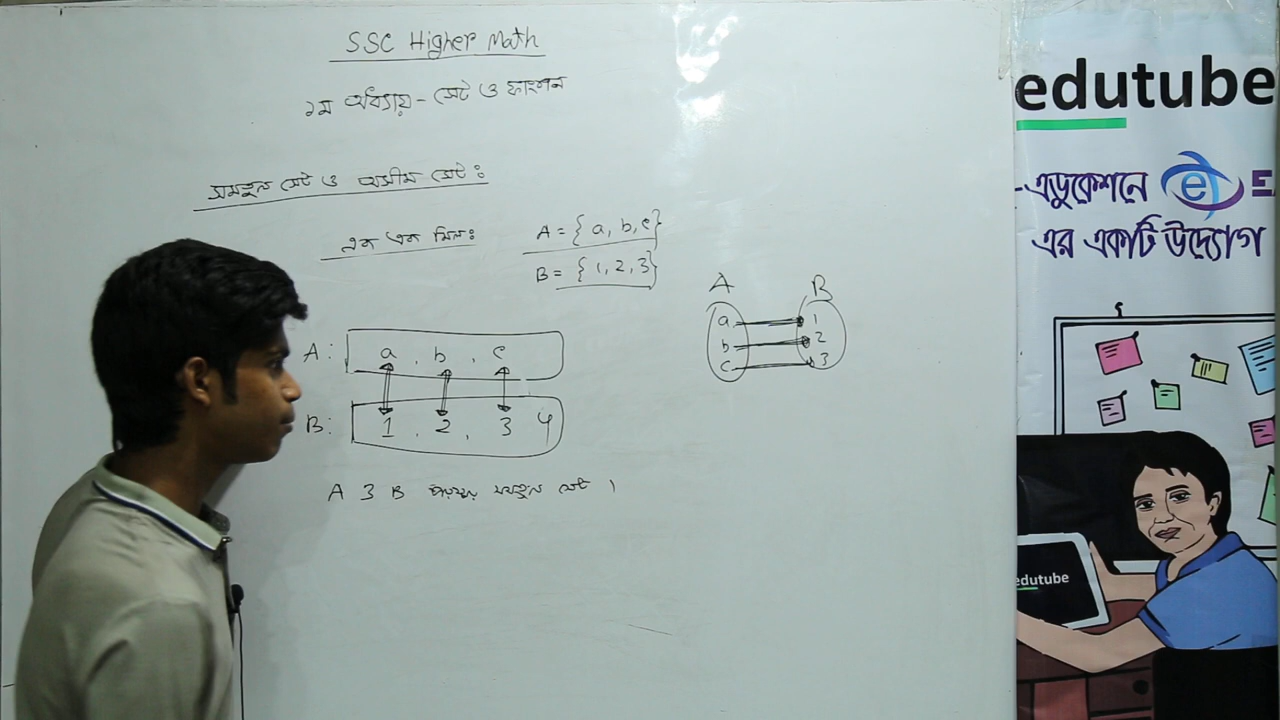 SSC Higher Math
১ম অধ্যায় - সেট ও ফাংশন
সমতুল সেট ও অসীম সেট :
এক এক মিল :
A = { a, b, c}
B = { 1, 2, 3}
A B
a 1
b 2
c 3
A : a , b , c
B : 1 , 2 , 3 4
A ও B পরস্পর সমতুল সেট ।
edutube
-এডুকেশনে e
এর একটি উদ্যোগ
edutube